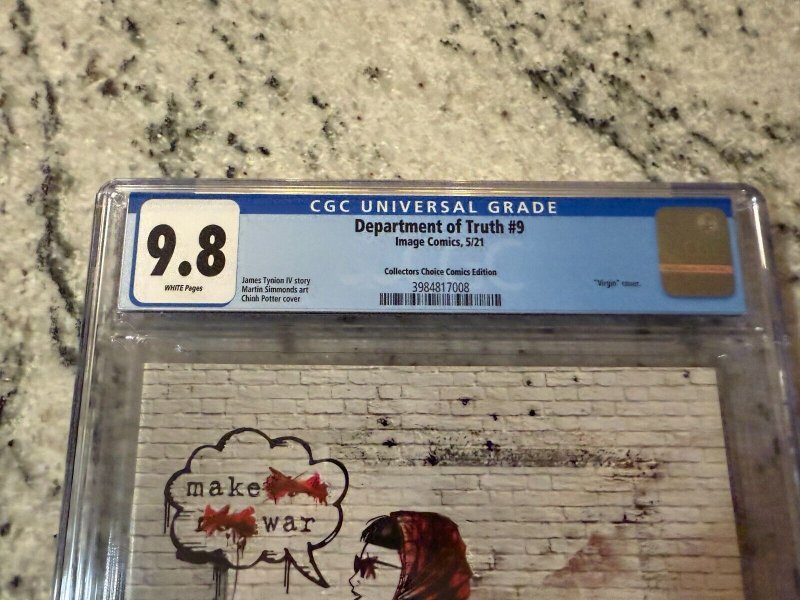 CGC UNIVERSAL GRADE
9.8
WHITE Pages
Department of Truth #9
Image Comics, 5/21
Collectors Choice Comics Edition
3984817008
James Tynion IV story
Martin Simmonds art
Chinh Potter cover
"Virgin" cover.
make
war